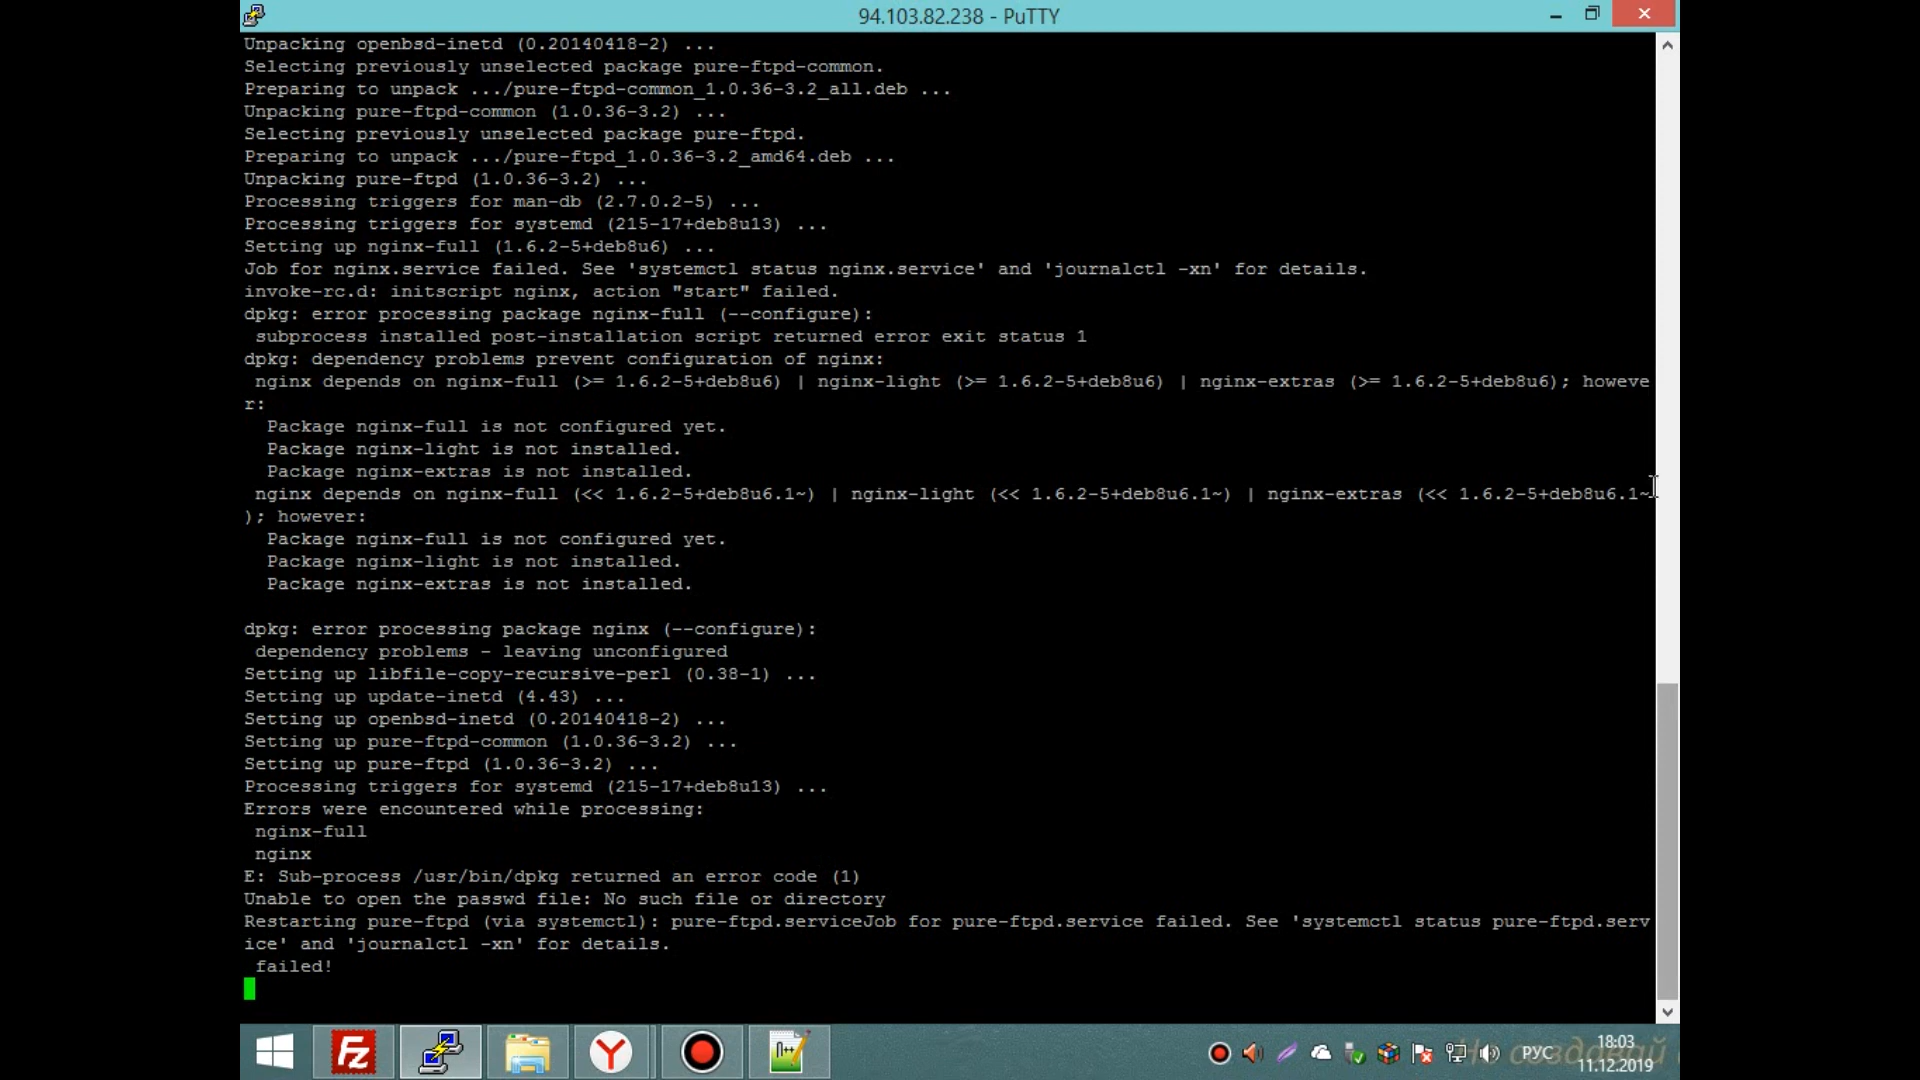 94.103.82.238 - PuTTY
Unpacking openbsd-inetd (0.20140418-2) ...
Selecting previously unselected package pure-ftpd-common.
Preparing to unpack .../pure-ftpd-common_1.0.36-3.2_all.deb ...
Unpacking pure-ftpd-common (1.0.36-3.2) ...
Selecting previously unselected package pure-ftpd.
Preparing to unpack .../pure-ftpd_1.0.36-3.2_amd64.deb ...
Unpacking pure-ftpd (1.0.36-3.2) ...
Processing triggers for man-db (2.7.0.2-5) ...
Processing triggers for systemd (215-17+deb8u13) ...
Setting up nginx-full (1.6.2-5+deb8u6) ...
Job for nginx.service failed. See 'systemctl status nginx.service' and 'journalctl -xn' for details.
invoke-rc.d: initscript nginx, action "start" failed.
dpkg: error processing package nginx-full (--configure):
subprocess installed post-installation script returned error exit status 1
dpkg: dependency problems prevent configuration of nginx:
nginx depends on nginx-full (>= 1.6.2-5+deb8u6) | nginx-light (>= 1.6.2-5+deb8u6) | nginx-extras (>= 1.6.2-5+deb8u6); howeve
r:
Package nginx-full is not configured yet.
Package nginx-light is not installed.
Package nginx-extras is not installed.
nginx depends on nginx-full (<< 1.6.2-5+deb8u6.1~) | nginx-light (<< 1.6.2-5+deb8u6.1~) | nginx-extras (<< 1.6.2-5+deb8u6.1~
); however:
Package nginx-full is not configured yet.
Package nginx-light is not installed.
Package nginx-extras is not installed.
dpkg: error processing package nginx (--configure):
dependency problems - leaving unconfigured
Setting up libfile-copy-recursive-perl (0.38-1) ...
Setting up update-inetd (4.43) ...
Setting up openbsd-inetd (0.20140418-2) ...
Setting up pure-ftpd-common (1.0.36-3.2) ...
Setting up pure-ftpd (1.0.36-3.2) ...
Processing triggers for systemd (215-17+deb8u13) ...
Errors were encountered while processing:
nginx-full
nginx
E: Sub-process /usr/bin/dpkg returned an error code (1)
Unable to open the passwd file: No such file or directory
Restarting pure-ftpd (via systemctl): pure-ftpd.serviceJob for pure-ftpd.service failed. See 'systemctl status pure-ftpd.serv
ice' and 'journalctl -xn' for details.
failed!
Fz
Y
n++
РУС
18:03
11.12.2019